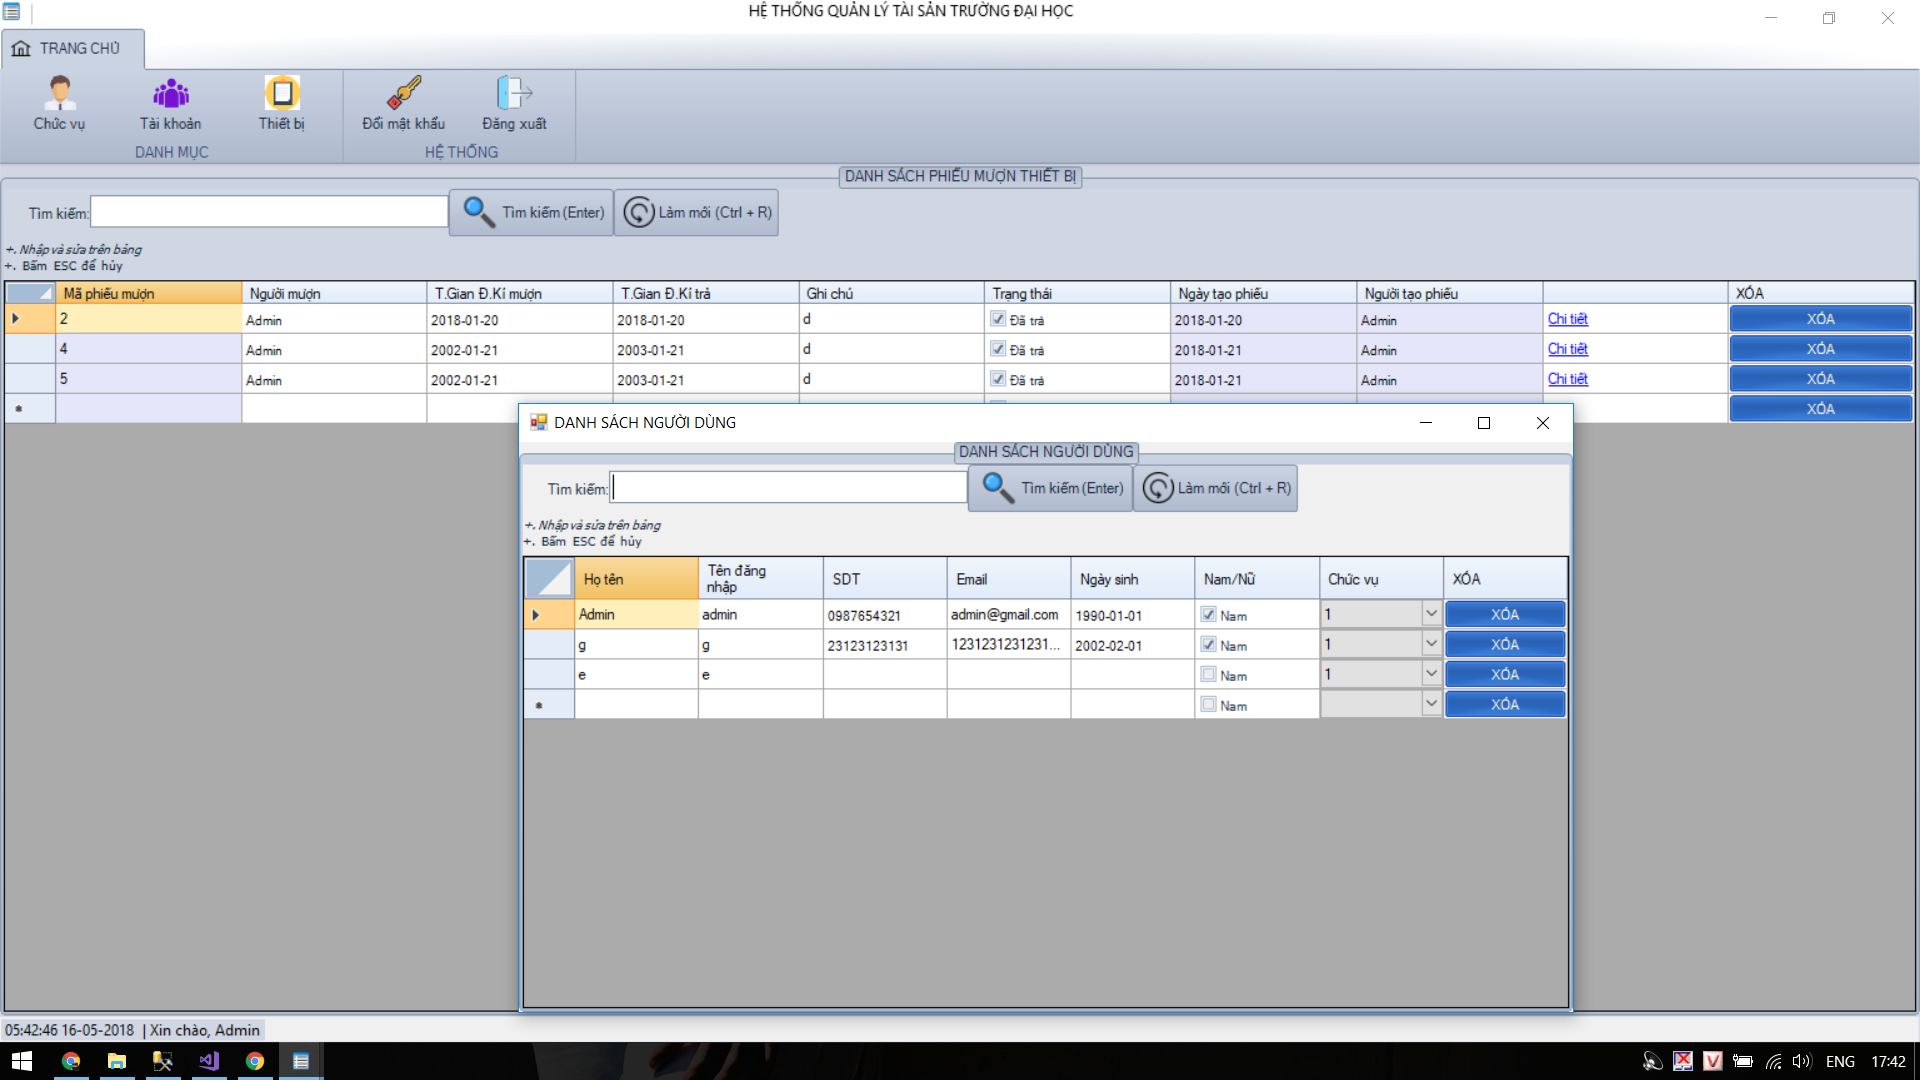 HỆ THỐNG QUẢN LÝ TÀI SẢN TRƯỜNG ĐẠI HỌC
TRANG CHỦ
Chức vụ Tài khoản Thiết bị Đổi mật khẩu Đăng xuất
DANH MỤC HỆ THỐNG
DANH SÁCH PHIẾU MƯỢN THIẾT BỊ
Tìm kiếm: Tìm kiếm (Enter) Làm mới (Ctrl + R)
+. Nhập và sửa trên bảng
+. Bấm ESC để hủy
Mã phiếu mượn Người mượn T.Gian Đ.Kí mượn T.Gian Đ.Kí trả Ghi chú Trạng thái Ngày tạo phiếu Người tạo phiếu XÓA
2 Admin 2018-01-20 2018-01-20 d Đã trả 2018-01-20 Admin Chi tiết XÓA
4 Admin 2002-01-21 2003-01-21 d Đã trả 2018-01-21 Admin Chi tiết XÓA
5 Admin 2002-01-21 2003-01-21 d Đã trả 2018-01-21 Admin Chi tiết XÓA
XÓA
DANH SÁCH NGƯỜI DÙNG
DANH SÁCH NGƯỜI DÙNG
Tìm kiếm: Tìm kiếm (Enter) Làm mới (Ctrl + R)
+. Nhập và sửa trên bảng
+. Bấm ESC để hủy
Họ tên Tên đăng nhập SDT Email Ngày sinh Nam/Nữ Chức vụ XÓA
Admin admin 0987654321 admin@gmail.com 1990-01-01 Nam 1 XÓA
g g 23123123131 1231231231231... 2002-02-01 Nam 1 XÓA
e e Nam 1 XÓA
Nam XÓA
05:42:46 16-05-2018 | Xin chào, Admin
ENG 17:42